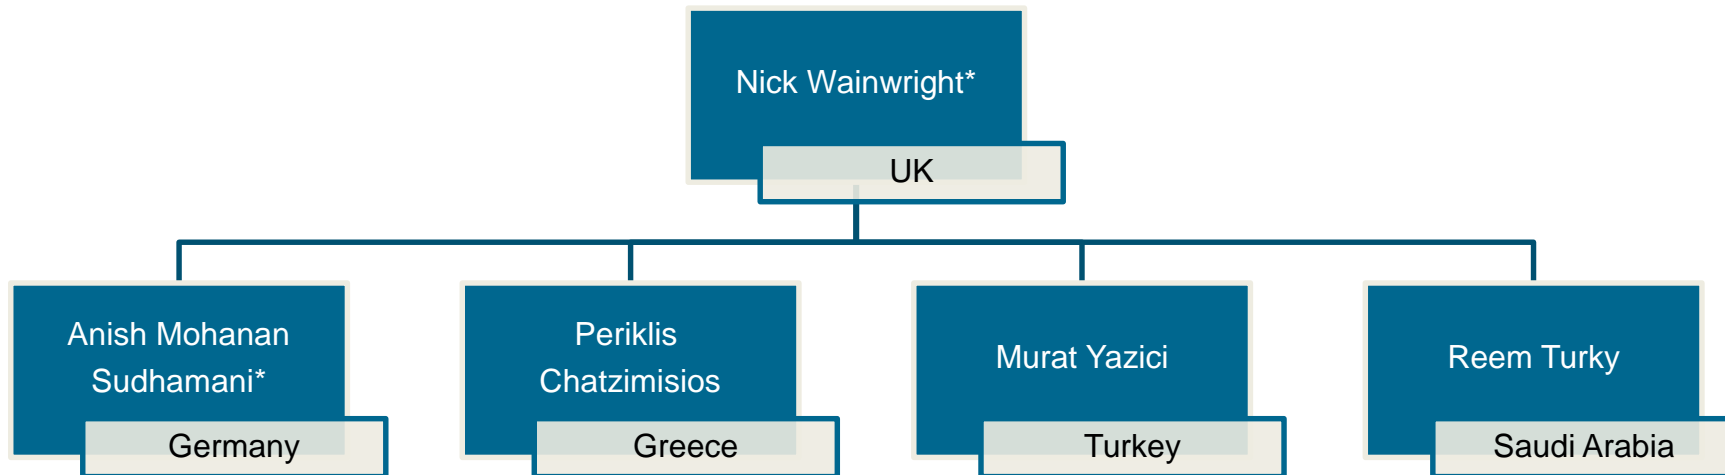 Nick Wainwright*
UK
Anish Mohanan
Sudhamani*
Germany
Periklis
Chatzimisios
Greece
Murat Yazici
Turkey
Reem Turky
Saudi Arabia